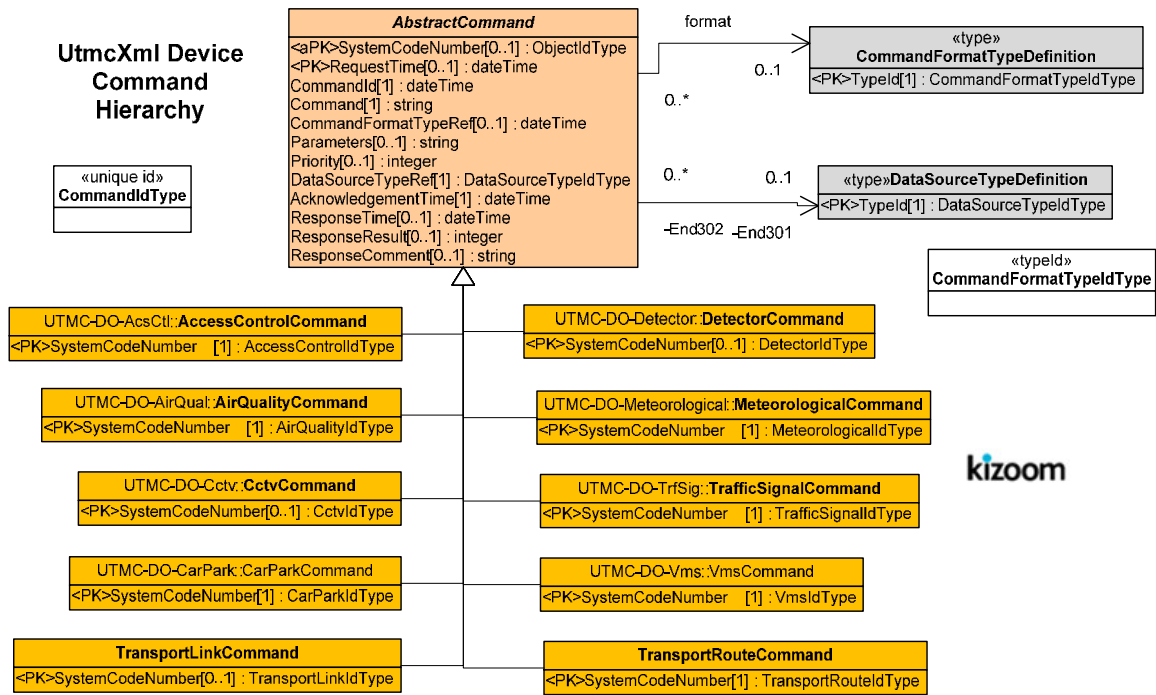 UtmcXml Device
Command
Hierarchy
«unique id»
CommandIdType
AbstractCommand
<aPK>SystemCodeNumber[0..1] : ObjectIdType
<PK>RequestTime[0..1] : dateTime
CommandId[1] : dateTime
Command[1] : string
CommandFormatTypeRef[0..1] : dateTime
Parameters[0..1] : string
Priority[0..1] : integer
DataSourceTypeRef[1] : DataSourceTypeIdType
AcknowledgementTime[1] : dateTime
ResponseTime[0..1] : dateTime
ResponseResult[0..1] : integer
ResponseComment[0..1] : string
format
0..1
0..*
«type»
CommandFormatTypeDefinition
<PK>TypeId[1] : CommandFormatTypeIdType
0..*
0..1
-End302
-End301
«type»DataSourceTypeDefinition
<PK>TypeId[1] : DataSourceTypeIdType
«typeId»
CommandFormatTypeIdType
UTMC-DO-AcsCtl::AccessControlCommand
<PK>SystemCodeNumber [1] : AccessControlIdType
UTMC-DO-Detector::DetectorCommand
<PK>SystemCodeNumber[0..1] : DetectorIdType
UTMC-DO-AirQual::AirQualityCommand
<PK>SystemCodeNumber [1] : AirQualityIdType
UTMC-DO-Meteorological::MeteorologicalCommand
<PK>SystemCodeNumber [1] : MeteorologicalIdType
kizoom
UTMC-DO-Cctv::CctvCommand
<PK>SystemCodeNumber[0..1] : CctvIdType
UTMC-DO-TrfSig::TrafficSignalCommand
<PK>SystemCodeNumber [1] : TrafficSignalIdType
UTMC-DO-CarPark::CarParkCommand
<PK>SystemCodeNumber[1] : CarParkIdType
UTMC-DO-Vms::VmsCommand
<PK>SystemCodeNumber [1] : VmsIdType
TransportLinkCommand
<PK>SystemCodeNumber[0..1] : TransportLinkIdType
TransportRouteCommand
<PK>SystemCodeNumber[1] : TransportRouteIdType